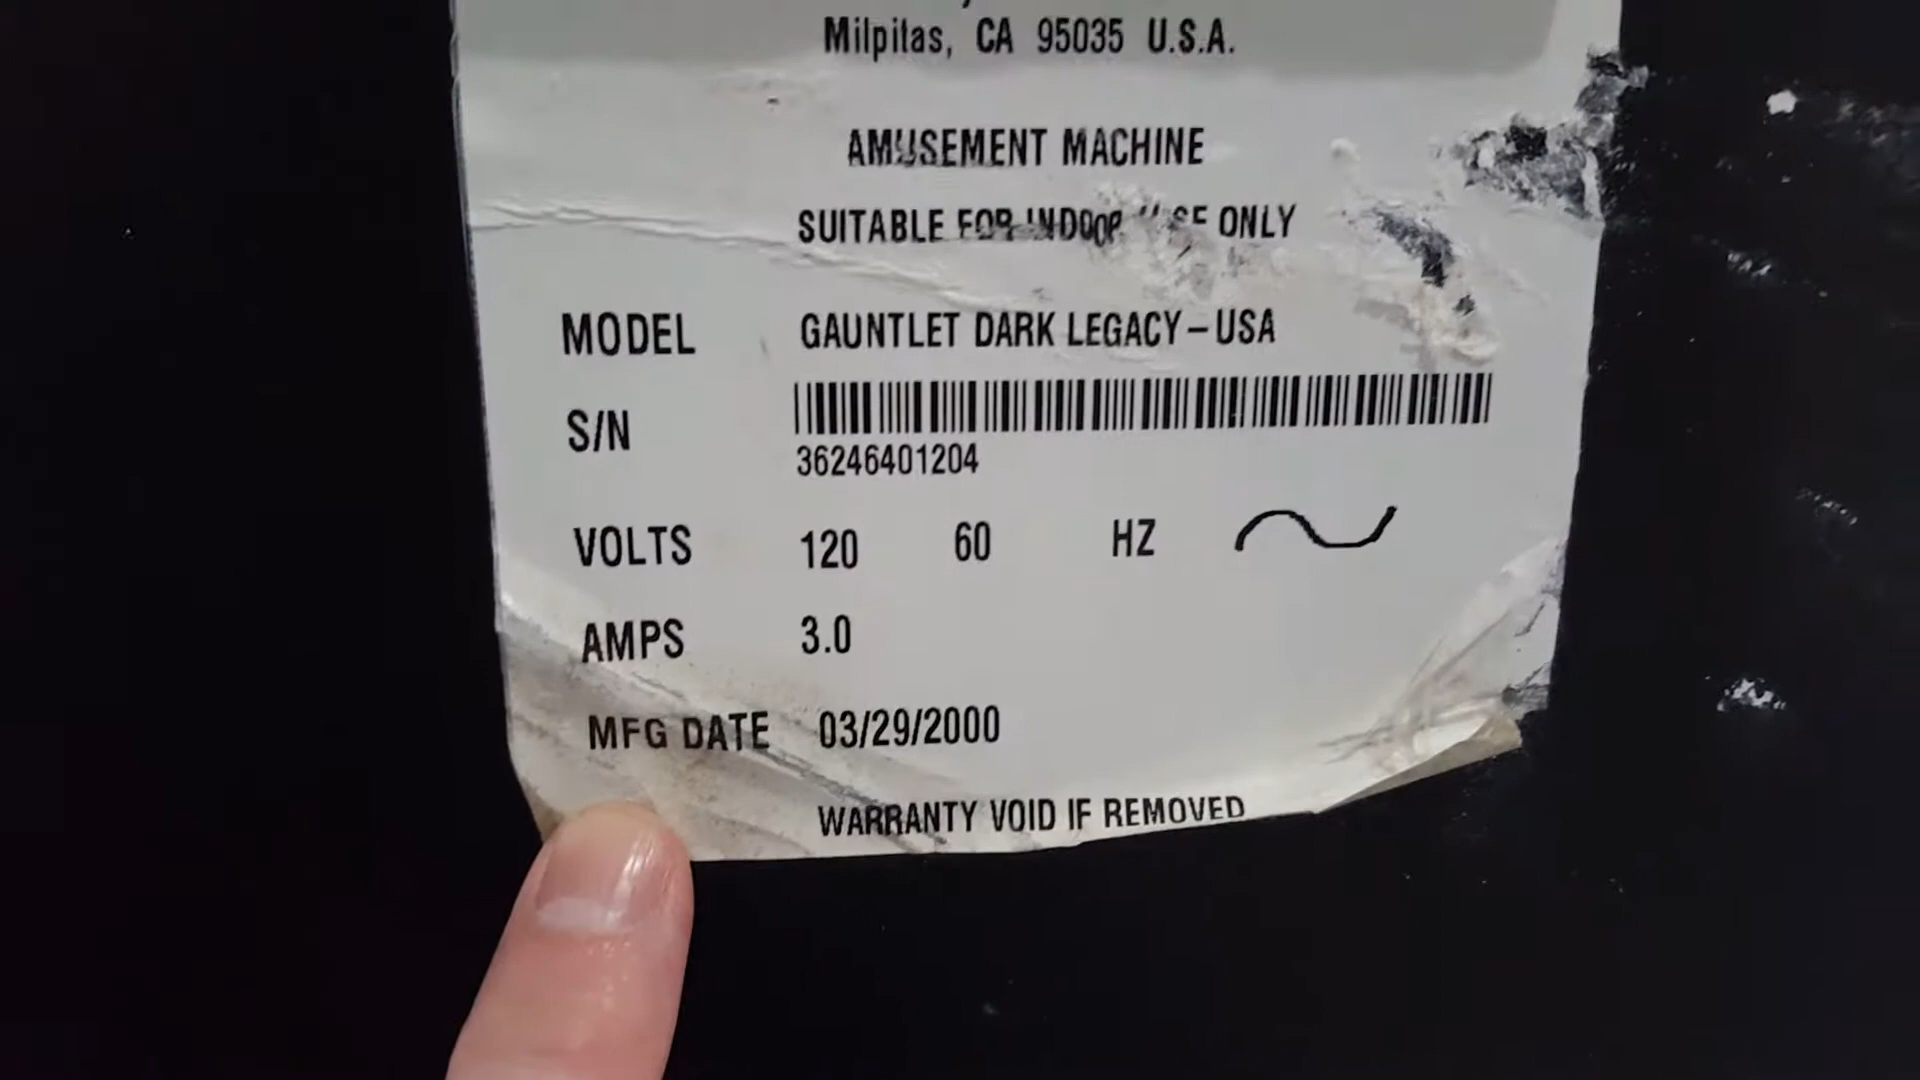 Milpitas, CA 95035 U.S.A.
AMUSEMENT MACHINE
SUITABLE FOR INDOOR USE ONLY
MODEL GAUNTLET DARK LEGACY-USA
S/N
36246401204
VOLTS 120 60 HZ
AMPS 3.0
MFG DATE 03/29/2000
WARRANTY VOID IF REMOVED